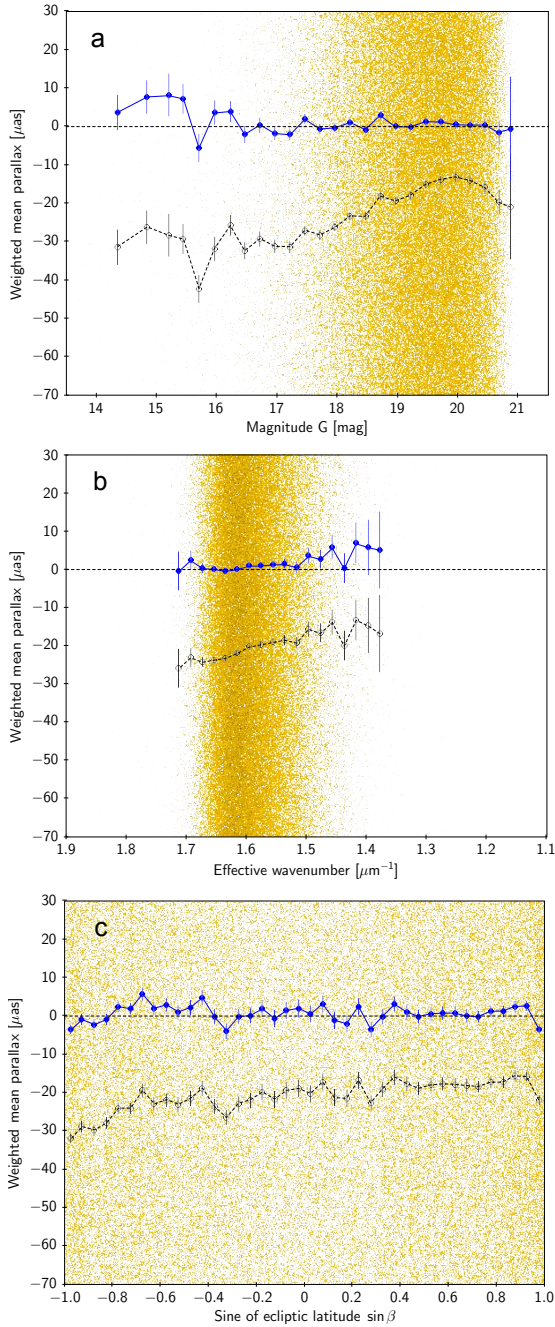 a
30
20
10
0
−10
−20
−30
−40
−50
−60
−70
Weighted mean parallax [μas]
14 15 16 17 18 19 20 21
Magnitude G [mag]
b
30
20
10
0
−10
−20
−30
−40
−50
−60
−70
Weighted mean parallax [μas]
1.9 1.8 1.7 1.6 1.5 1.4 1.3 1.2 1.1
Effective wavenumber [μm⁻¹]
c
30
20
10
0
−10
−20
−30
−40
−50
−60
−70
Weighted mean parallax [μas]
−1.0 −0.8 −0.6 −0.4 −0.2 0 0.2 0.4 0.6 0.8 1.0
Sine of ecliptic latitude sin β